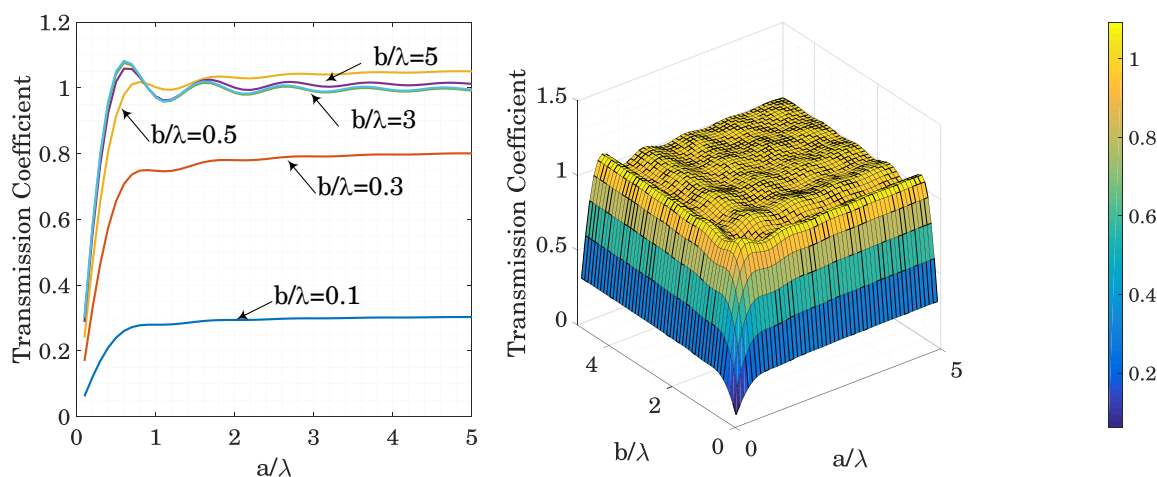 1.2
1
0.8
0.6
0.4
0.2
0
0
1
2
3
4
5
Transmission Coefficient
a/λ
b/λ=5
b/λ=3
b/λ=0.5
b/λ=0.3
b/λ=0.1
Transmission Coefficient
1.5
1
0.5
0
4
2
0
b/λ
0
5
a/λ
1
0.8
0.6
0.4
0.2